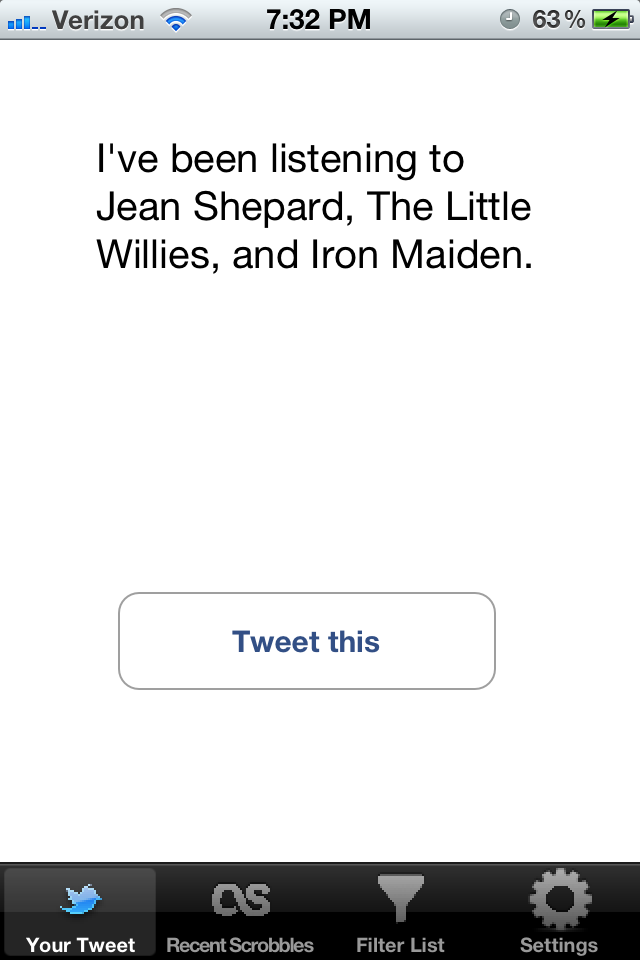 Verizon 7:32 PM 63%
I've been listening to
Jean Shepard, The Little
Willies, and Iron Maiden.
Tweet this
Your Tweet Recent Scrobbles Filter List Settings